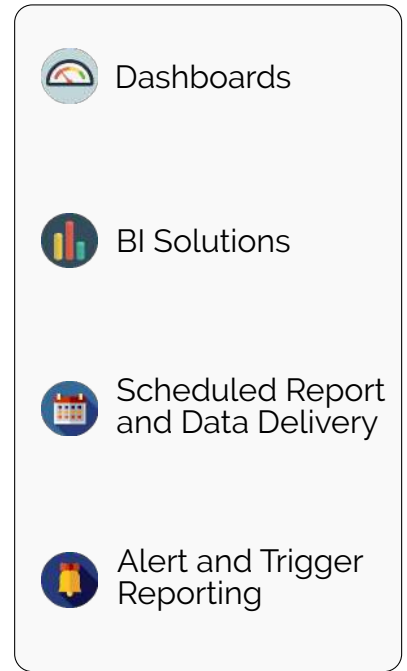 Dashboards
BI Solutions
Scheduled Report
and Data Delivery
Alert and Trigger
Reporting